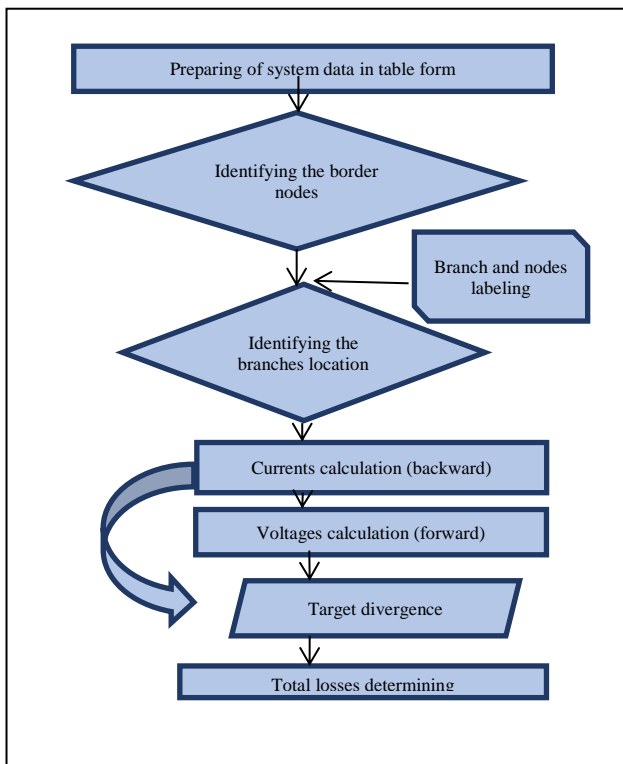 Preparing of system data in table form
Identifying the border
nodes
Branch and nodes
labeling
Identifying the
branches location
Currents calculation (backward)
Voltages calculation (forward)
Target divergence
Total losses determining